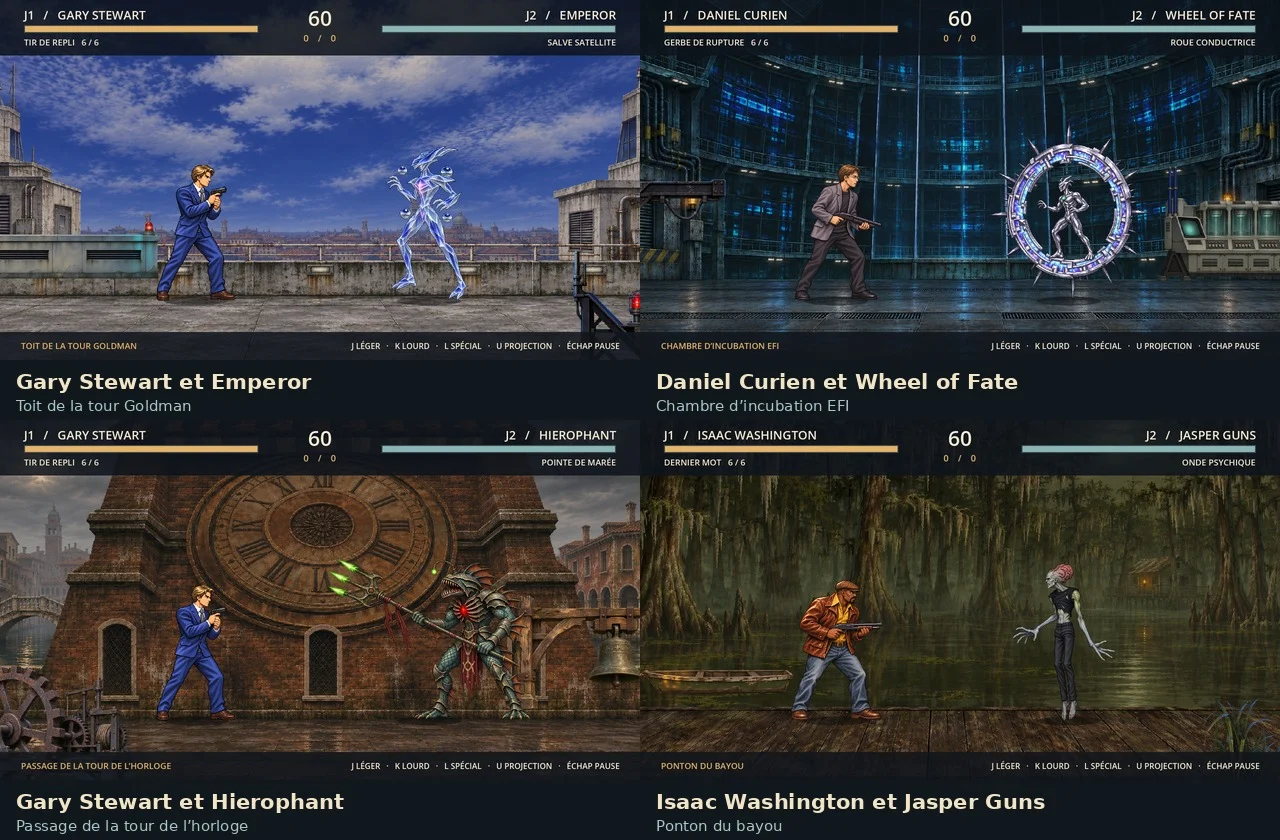 J1 / GARY STEWART
60
J2 / EMPEROR
0 / 0
TIR DE REPLI 6 / 6
SALVE SATELLITE
TOIT DE LA TOUR GOLDMAN
J LÉGER · K LOURD · L SPÉCIAL · U PROJECTION · ÉCHAP PAUSE
Gary Stewart et Emperor
Toit de la tour Goldman
J1 / DANIEL CURIEN
60
J2 / WHEEL OF FATE
0 / 0
GERBE DE RUPTURE 6 / 6
ROUE CONDUCTRICE
CHAMBRE D'INCUBATION EFI
J LÉGER · K LOURD · L SPÉCIAL · U PROJECTION · ÉCHAP PAUSE
Daniel Curien et Wheel of Fate
Chambre d’incubation EFI
J1 / GARY STEWART
60
J2 / HIEROPHANT
0 / 0
TIR DE REPLI 6 / 6
POINTE DE MARÉE
PASSAGE DE LA TOUR DE L'HORLOGE
J LÉGER · K LOURD · L SPÉCIAL · U PROJECTION · ÉCHAP PAUSE
Gary Stewart et Hierophant
Passage de la tour de l’horloge
J1 / ISAAC WASHINGTON
60
J2 / JASPER GUNS
0 / 0
DERNIER MOT 6 / 6
ONDE PSYCHIQUE
PONTON DU BAYOU
J LÉGER · K LOURD · L SPÉCIAL · U PROJECTION · ÉCHAP PAUSE
Isaac Washington et Jasper Guns
Ponton du bayou